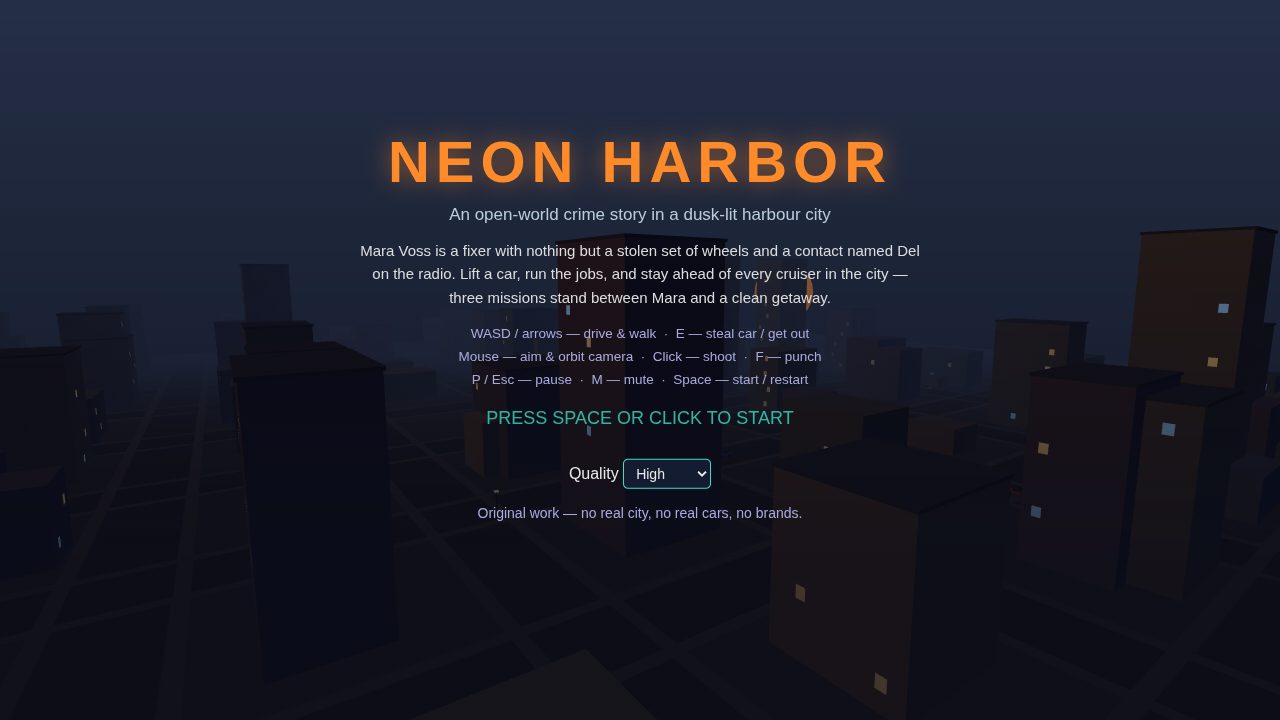 NEON HARBOR
An open-world crime story in a dusk-lit harbour city
Mara Voss is a fixer with nothing but a stolen set of wheels and a contact named Del
on the radio. Lift a car, run the jobs, and stay ahead of every cruiser in the city —
three missions stand between Mara and a clean getaway.
WASD / arrows — drive & walk · E — steal car / get out
Mouse — aim & orbit camera · Click — shoot · F — punch
P / Esc — pause · M — mute · Space — start / restart
PRESS SPACE OR CLICK TO START
Quality High
Original work — no real city, no real cars, no brands.